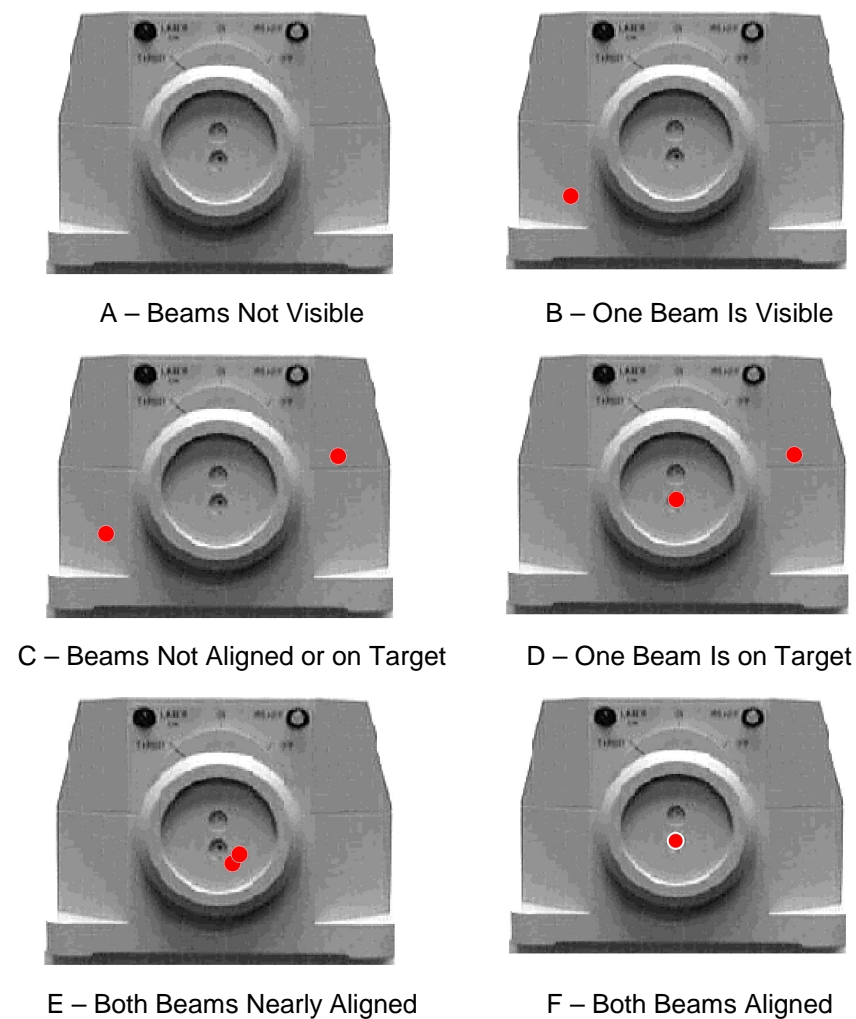 A – Beams Not Visible
B – One Beam Is Visible
C – Beams Not Aligned or on Target
D – One Beam Is on Target
E – Both Beams Nearly Aligned
F – Both Beams Aligned